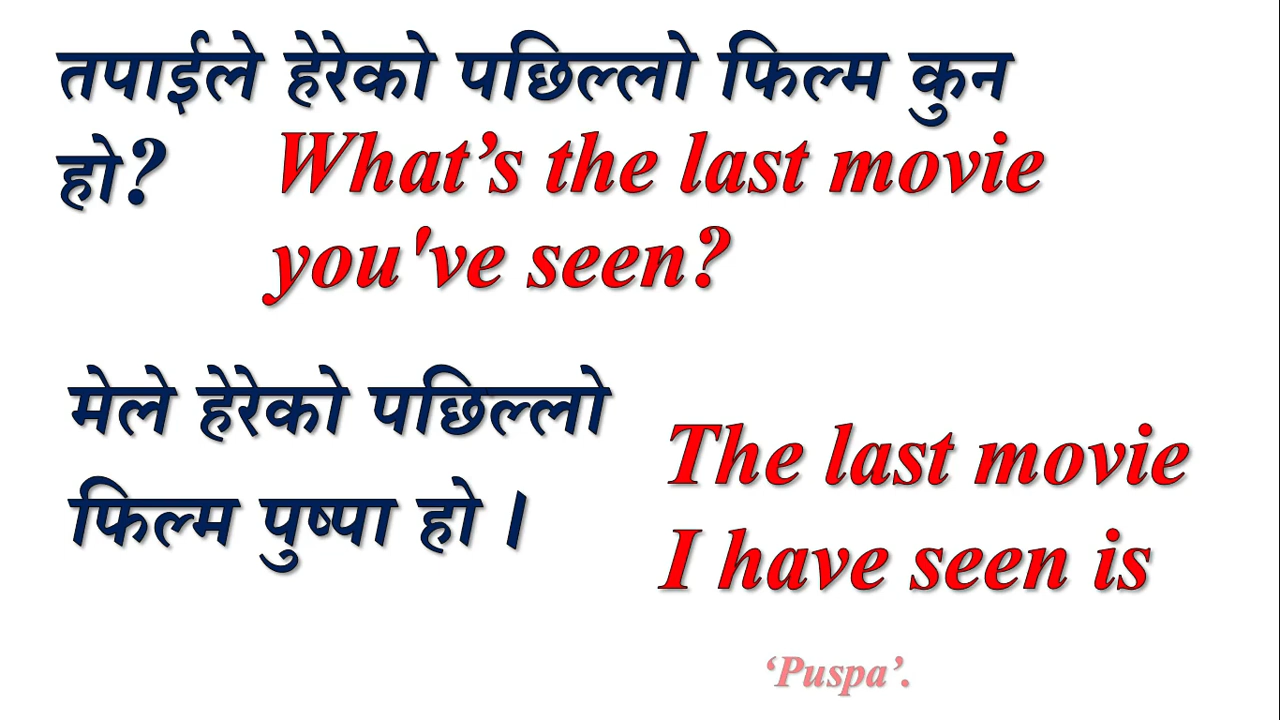 तपाईले हेरेको पछिल्लो फिल्म कुन
हो?
What’s the last movie
you've seen?
मेले हेरेको पछिल्लो
फिल्म पुष्पा हो ।
The last movie
I have seen is
‘Puspa’.